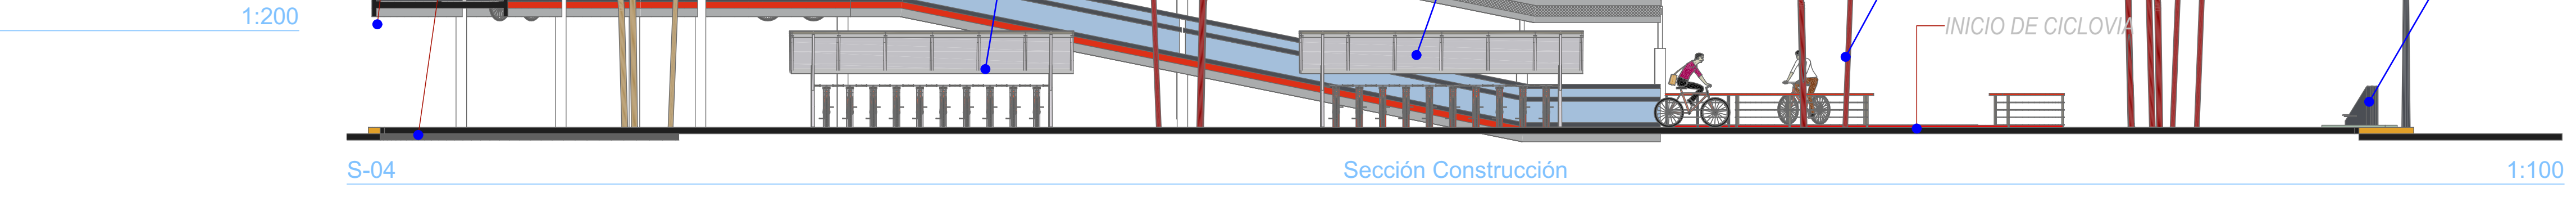 1:200
INICIO DE CICLOVIA
S-04 Sección Construcción 1:100